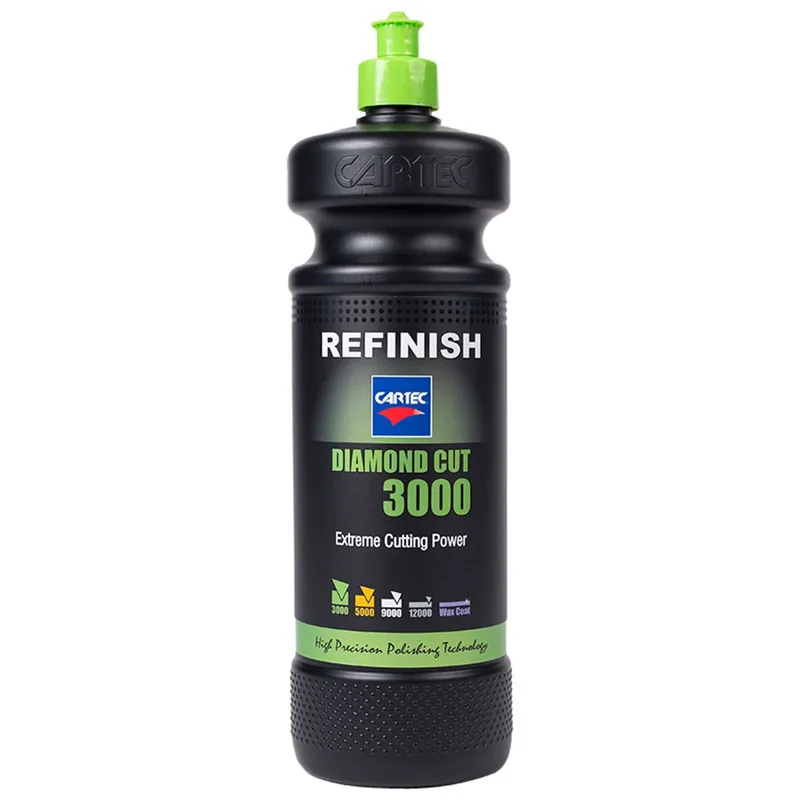 CARTEC
REFINISH
CARTEC
DIAMOND CUT
3000
Extreme Cutting Power
3000 5000 9000 12000 Wax Coat
High Precision Polishing Technology